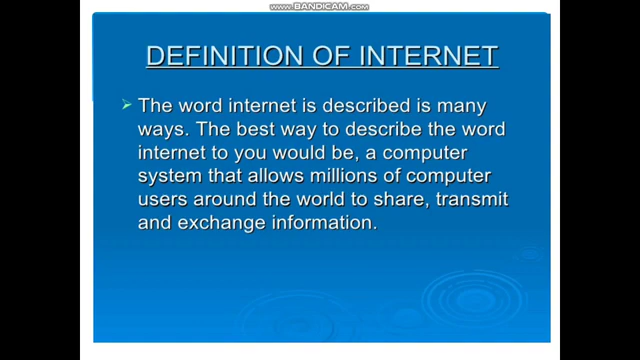 www.BANDICAM.com
DEFINITION OF INTERNET
The word internet is described is many
ways. The best way to describe the word
internet to you would be, a computer
system that allows millions of computer
users around the world to share, transmit
and exchange information.